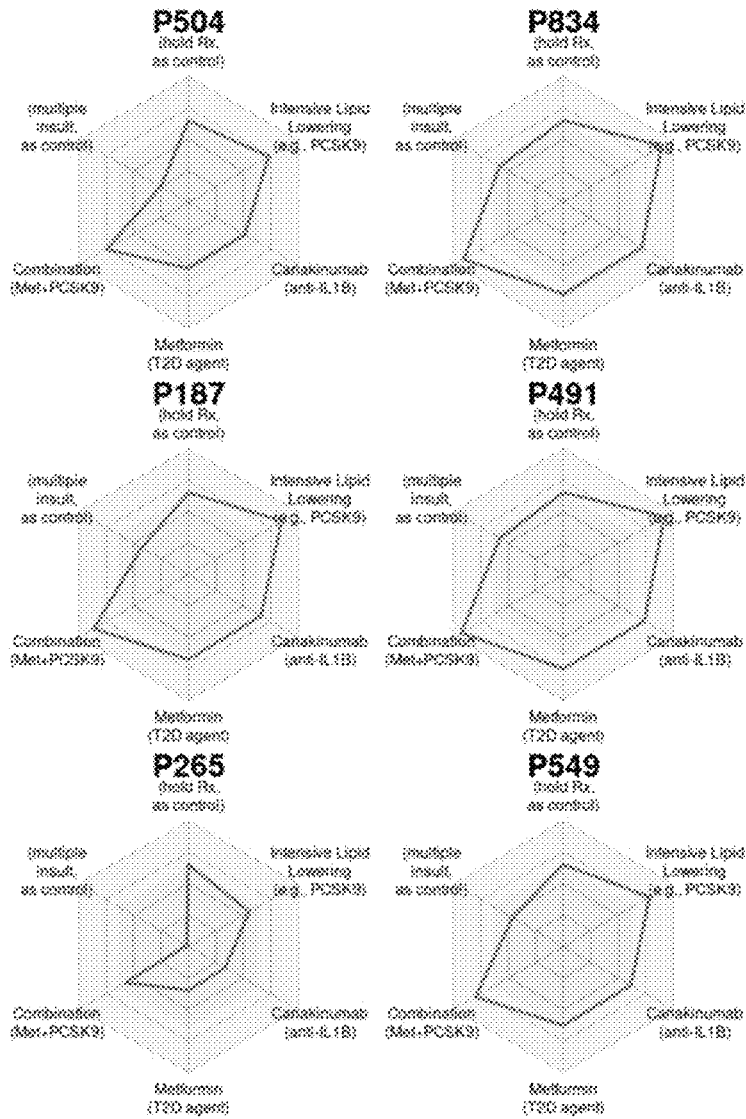 P504
(hold Rx,
as control)
(multiple
insult,
as control)
Intensive Lipid
Lowering
(e.g., PCSK9)
Combination
(Met+PCSK9)
Canakinumab
(anti-IL1B)
Metformin
(T2D agent)
P834
(hold Rx,
as control)
(multiple
insult,
as control)
Intensive Lipid
Lowering
(e.g., PCSK9)
Combination
(Met+PCSK9)
Canakinumab
(anti-IL1B)
Metformin
(T2D agent)
P187
(hold Rx,
as control)
(multiple
insult,
as control)
Intensive Lipid
Lowering
(e.g., PCSK9)
Combination
(Met+PCSK9)
Canakinumab
(anti-IL1B)
Metformin
(T2D agent)
P491
(hold Rx,
as control)
(multiple
insult,
as control)
Intensive Lipid
Lowering
(e.g., PCSK9)
Combination
(Met+PCSK9)
Canakinumab
(anti-IL1B)
Metformin
(T2D agent)
P265
(hold Rx,
as control)
(multiple
insult,
as control)
Intensive Lipid
Lowering
(e.g., PCSK9)
Combination
(Met+PCSK9)
Canakinumab
(anti-IL1B)
Metformin
(T2D agent)
P549
(hold Rx,
as control)
(multiple
insult,
as control)
Intensive Lipid
Lowering
(e.g., PCSK9)
Combination
(Met+PCSK9)
Canakinumab
(anti-IL1B)
Metformin
(T2D agent)